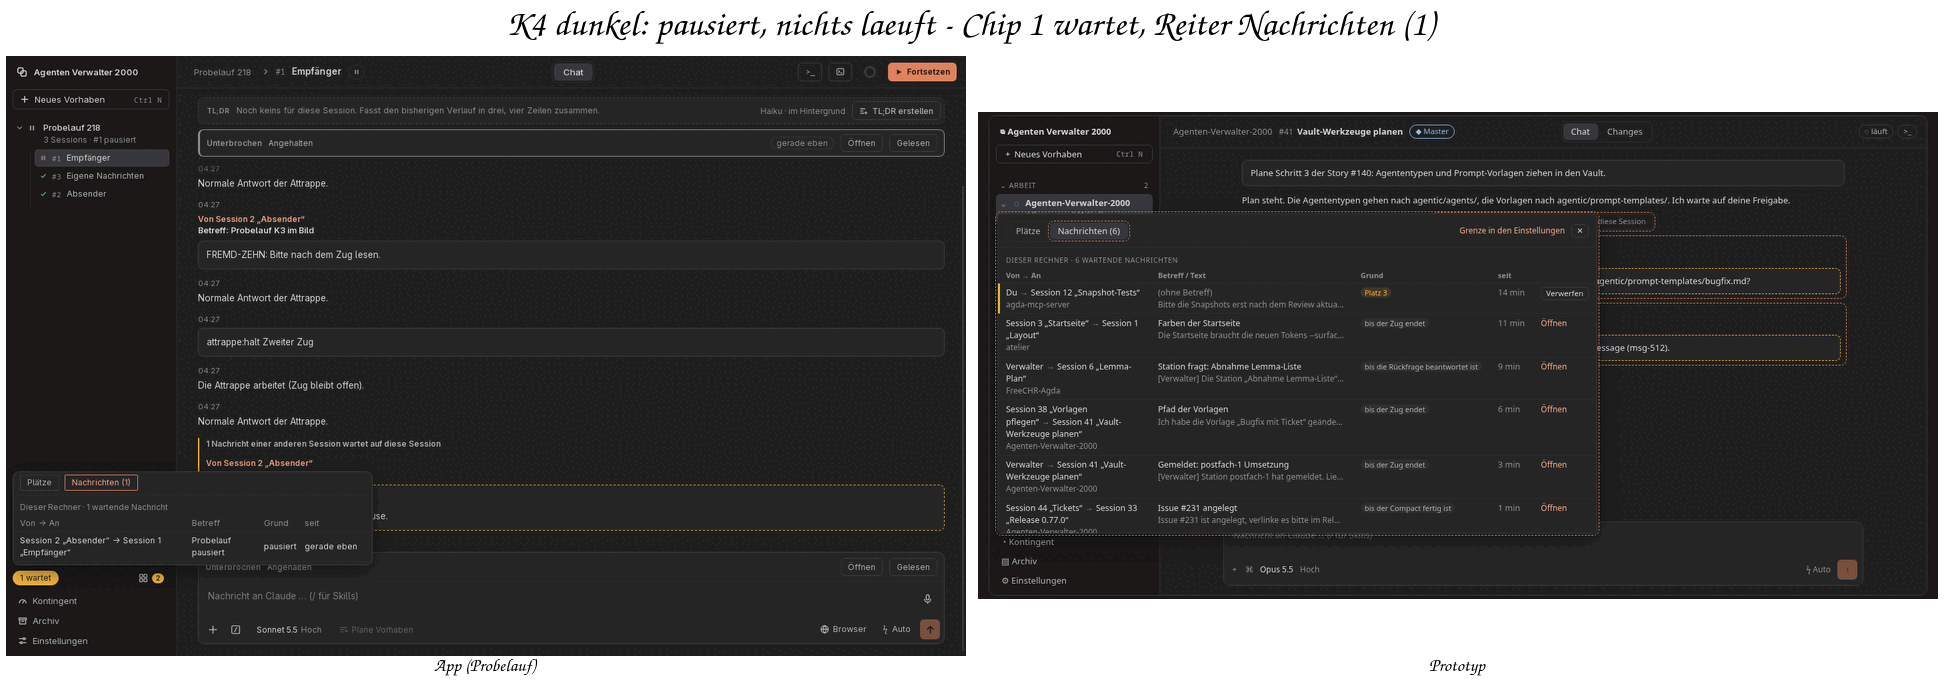 K4 dunkel: pausiert, nichts laeuft - Chip 1 wartet, Reiter Nachrichten (1)
Agenten Verwalter 2000
Neues Vorhaben Ctrl N
Probelauf 218
3 Sessions · #1 pausiert
#1 Empfänger
#3 Eigene Nachrichten
#2 Absender
Probelauf 218 > #1 Empfänger
Chat
Fortsetzen
TL;DR Noch keins für diese Session. Fasst den bisherigen Verlauf in drei, vier Zeilen zusammen.
Haiku · im Hintergrund TL;DR erstellen
Unterbrochen Angehalten gerade eben Öffnen Gelesen
04:27
Normale Antwort der Attrappe.
04:27
Von Session 2 „Absender“
Betreff: Probelauf K3 im Bild
FREMD-ZEHN: Bitte nach dem Zug lesen.
04:27
Normale Antwort der Attrappe.
04:27
attrappe:halt Zweiter Zug
04:27
Die Attrappe arbeitet (Zug bleibt offen).
04:27
Normale Antwort der Attrappe.
1 Nachricht einer anderen Session wartet auf diese Session
Von Session 2 „Absender“
use.
Plätze Nachrichten (1)
Dieser Rechner · 1 wartende Nachricht
Von → An Betreff Grund seit
Session 2 „Absender“ → Session 1 „Empfänger“ Probelauf pausiert pausiert gerade eben
1 wartet 2
Kontingent
Archiv
Einstellungen
Unterbrochen Angehalten Öffnen Gelesen
Nachricht an Claude ... (/ für Skills)
Sonnet 5.5 Hoch Plane Vorhaben Browser Auto
App (Probelauf)
Agenten Verwalter 2000
+ Neues Vorhaben Ctrl N
ARBEIT 2
Agenten-Verwalter-2000
Agenten-Verwalter-2000 #41 Vault-Werkzeuge planen ◆ Master
Chat Changes
läuft >_
Plane Schritt 3 der Story #140: Agententypen und Prompt-Vorlagen ziehen in den Vault.
Plan steht. Die Agententypen gehen nach agentic/agents/, die Vorlagen nach agentic/prompt-templates/. Ich warte auf deine Freigabe.
diese Session
gentic/prompt-templates/bugfix.md?
essage (msg-512).
Plätze Nachrichten (6)
Grenze in den Einstellungen ×
DIESER RECHNER · 6 WARTENDE NACHRICHTEN
Von → An Betreff / Text Grund seit
Du → Session 12 „Snapshot-Tests“ (ohne Betreff) Platz 3 14 min Verwerfen
agda-mcp-server Bitte die Snapshots erst nach dem Review aktua...
Session 3 „Startseite“ → Session 1 „Layout“ Farben der Startseite bis der Zug endet 11 min Öffnen
atelier Die Startseite braucht die neuen Tokens --surfac...
Verwalter → Session 6 „Lemma-Plan“ Station fragt: Abnahme Lemma-Liste bis die Rückfrage beantwortet ist 9 min Öffnen
FreeCHR-Agda [Verwalter] Die Station „Abnahme Lemma-Liste“...
Session 38 „Vorlagen pflegen“ → Session 41 „Vault-Werkzeuge planen“ Pfad der Vorlagen bis der Zug endet 6 min Öffnen
Agenten-Verwalter-2000 Ich habe die Vorlage „Bugfix mit Ticket“ geände...
Verwalter → Session 41 „Vault-Werkzeuge planen“ Gemeldet: postfach-1 Umsetzung bis der Zug endet 3 min Öffnen
Agenten-Verwalter-2000 [Verwalter] Station postfach-1 hat gemeldet. Lie...
Session 44 „Tickets“ → Session 33 „Release 0.77.0“ Issue #231 angelegt bis der Compact fertig ist 1 min Öffnen
Agenten-Verwalter-2000 Issue #231 ist angelegt, verlinke es bitte im Rel...
Kontingent
Archiv
Einstellungen
Nachricht an Claude ... (/ für Skills)
+ ⌘ Opus 5.5 Hoch Auto
Prototyp